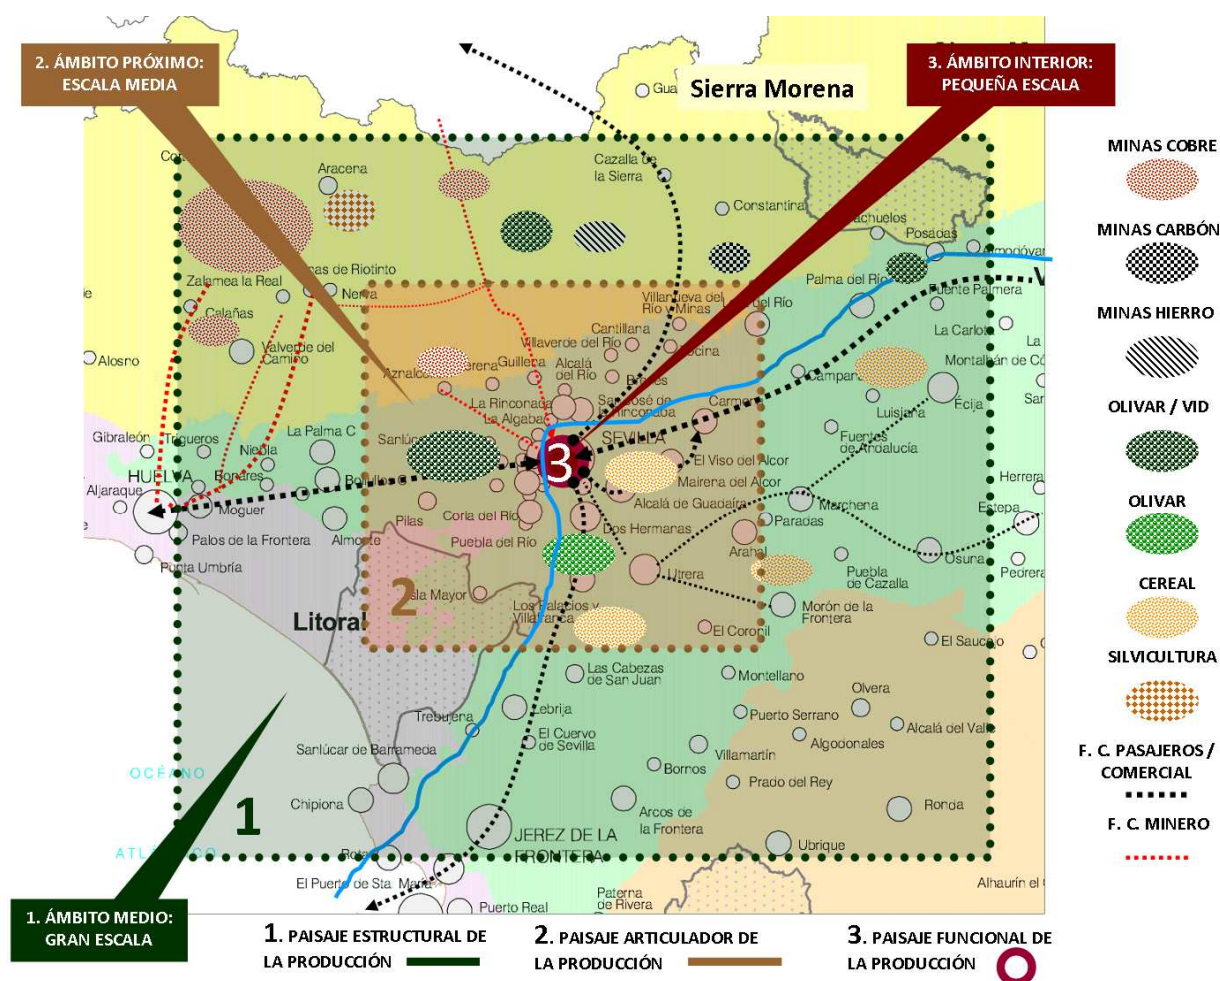 2. ÁMBITO PRÓXIMO:
ESCALA MEDIA
3. ÁMBITO INTERIOR:
PEQUEÑA ESCALA
Sierra Morena
Aracena
Cazalla de
la Sierra
Constantina
Posadas
Almodóvar
Zalamea la Real
Nerva
Calañas
Valverde del
Camino
Alosno
Villanueva del
Río y Minas
Palma del Río
Fuente Palmera
La Carlota
Cantillana
Villaverde del Río
Guillena
Alcalá
del Río
Brenes
San José de
la Rinconada
La Rinconada
La Algaba
Carmona
Luisiana
Écija
Montalbán de Có
Fuentes
de Andalucía
Gibraleón
Trigueros
La Palma C
Niebla
Bonares
HUELVA
Aljaraque
Moguer
Palos de la Frontera
Punta Umbría
Almonte
Pilas
SEVILLA
3
El Viso del Alcor
Mairena del Alcor
Alcalá de Guadaíra
Coria del Río
Puebla del Río
Dos Hermanas
Utrera
Arahal
Paradas
Marchena
Herrera
Estepa
Osuna
Pedrera
Puebla
de Cazalla
Morón de la
Frontera
Isla Mayor
2
Los Palacios y
Villafranca
El Coronil
El Saucejo
Litoral
Las Cabezas
de San Juan
Montellano
Lebrija
Trebujena
El Cuervo
de Sevilla
Puerto Serrano
Olvera
Algodonales
Alcalá del Valle
Villamartín
Bornos
Prado del Rey
Sanlúcar de Barrameda
Chipiona
OCÉANO
1
Arcos de
la Frontera
Ronda
JEREZ DE LA
FRONTERA
Ubrique
Rota
El Puerto de Sta. María
Puerto Real
Paterna
de Rivera
Alhaurín el
MINAS COBRE
MINAS CARBÓN
MINAS HIERRO
OLIVAR / VID
OLIVAR
CEREAL
SILVICULTURA
F. C. PASAJEROS /
COMERCIAL
F. C. MINERO
1. ÁMBITO MEDIO:
GRAN ESCALA
1. PAISAJE ESTRUCTURAL DE
LA PRODUCCIÓN
2. PAISAJE ARTICULADOR DE
LA PRODUCCIÓN
3. PAISAJE FUNCIONAL DE
LA PRODUCCIÓN